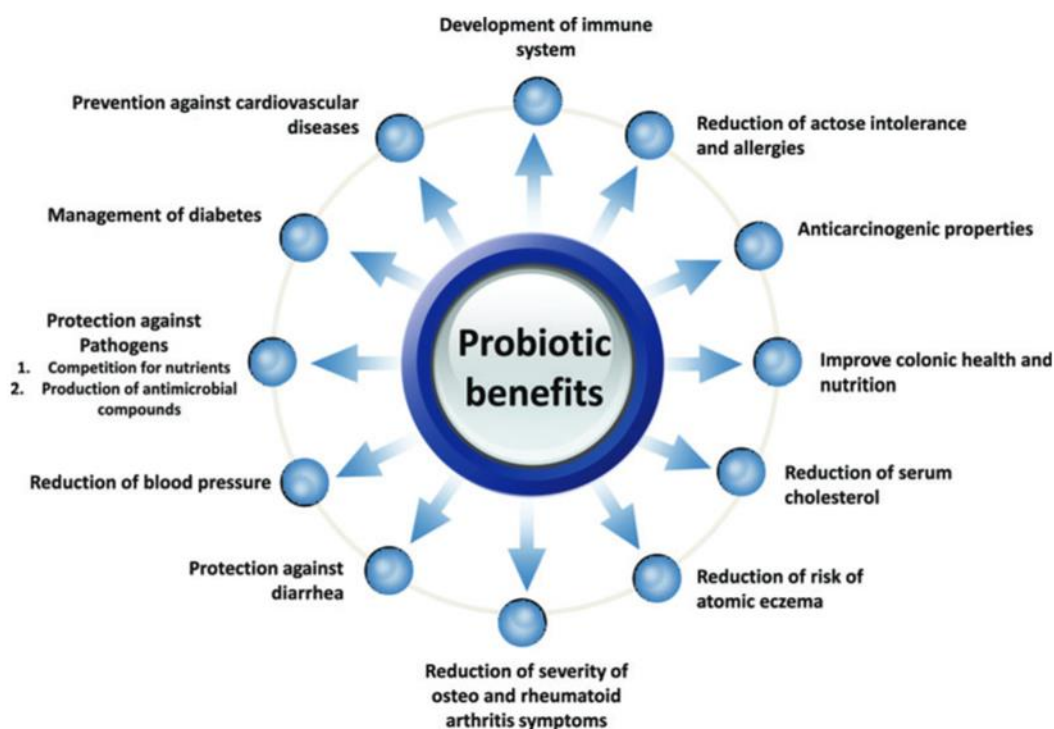 Development of immune
system
Reduction of actose intolerance
and allergies
Anticarcinogenic properties
Improve colonic health and
nutrition
Reduction of serum
cholesterol
Reduction of risk of
atomic eczema
Reduction of severity of
osteo and rheumatoid
arthritis symptoms
Protection against
diarrhea
Reduction of blood pressure
Protection against
Pathogens
1. Competition for nutrients
2. Production of antimicrobial
compounds
Management of diabetes
Prevention against cardiovascular
diseases
Probiotic
benefits